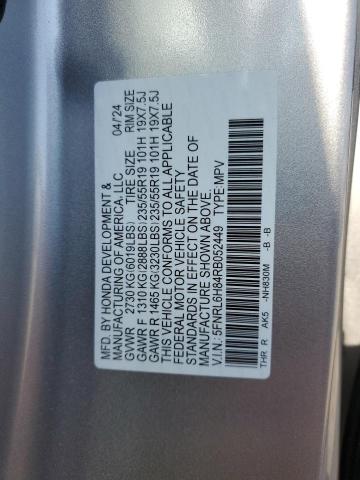 MFD. BY HONDA DEVELOPMENT &
MANUFACTURING OF AMERICA, LLC 04/'24
GVWR 2730 KG(6019LBS) TIRE SIZE RIM SIZE
GAWR F 1310 KG(2888LBS) 235/55R19 101H 19X7.5J
GAWR R 1465 KG(3230LBS) 235/55R19 101H 19X7.5J
THIS VEHICLE CONFORMS TO ALL APPLICABLE
FEDERAL MOTOR VEHICLE SAFETY
STANDARDS IN EFFECT ON THE DATE OF
MANUFACTURE SHOWN ABOVE.
V.I.N.: 5FNRL6H84RB052449 TYPE: MPV
THR R AK5 -NH830M -B -B